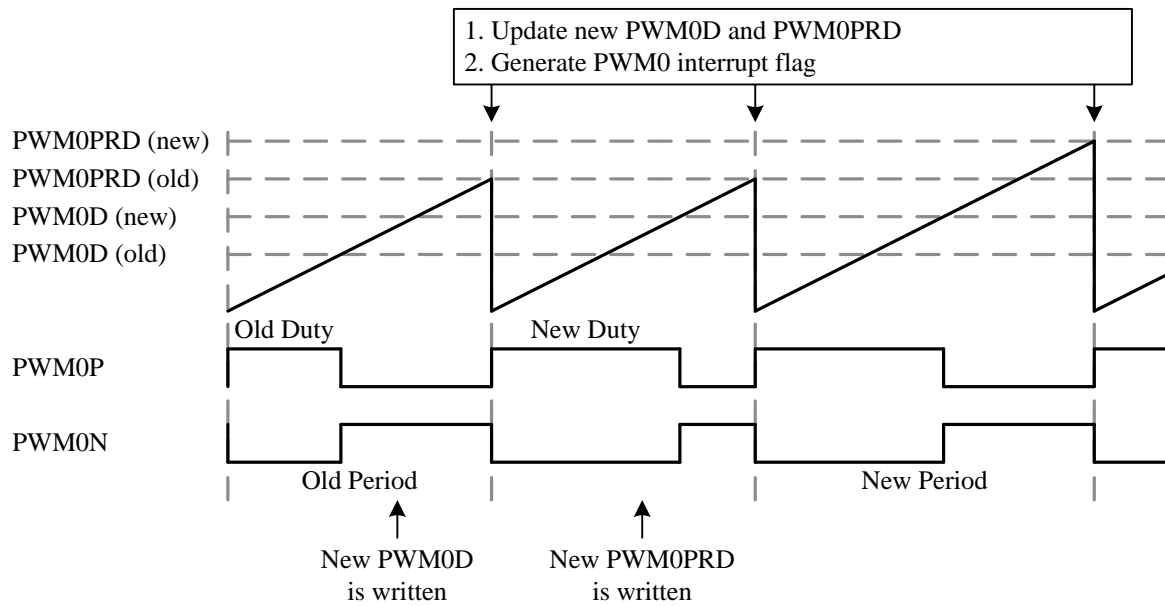 1. Update new PWM0D and PWM0PRD
2. Generate PWM0 interrupt flag
PWM0PRD (new)
PWM0PRD (old)
PWM0D (new)
PWM0D (old)
Old Duty
New Duty
PWM0P
PWM0N
Old Period
New Period
New PWM0D
is written
New PWM0PRD
is written